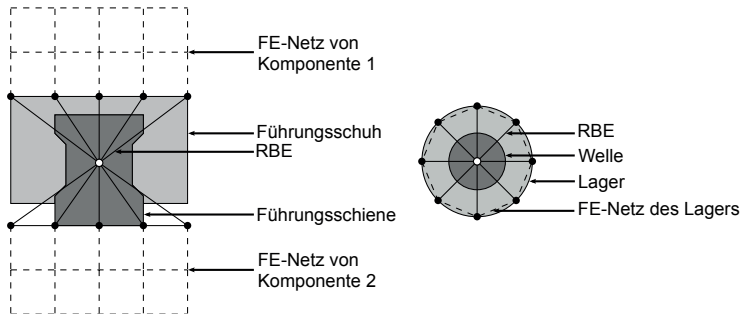 FE-Netz von
Komponente 1
Führungsschuh
RBE
Führungsschiene
FE-Netz von
Komponente 2
RBE
Welle
Lager
FE-Netz des Lagers